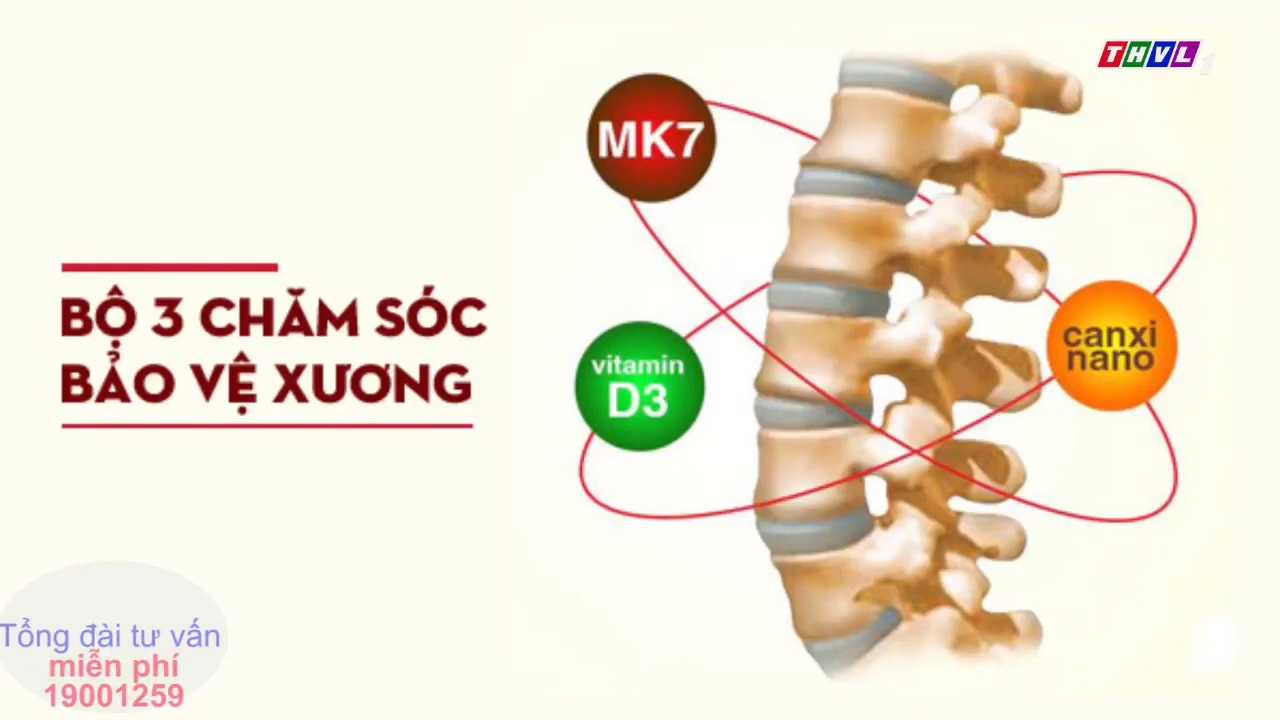 THVL
MK7
BỘ 3 CHĂM SÓC
BẢO VỆ XƯƠNG
vitamin
D3
canxi
nano
Tổng đài tư vấn
miễn phí
19001259